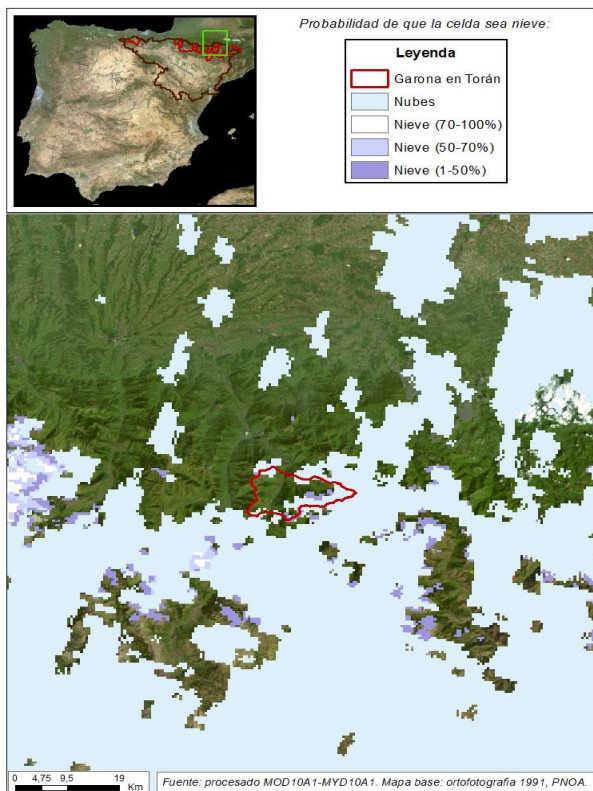 Probabilidad de que la celda sea nieve:
Leyenda
Garona en Torán
Nubes
Nieve (70-100%)
Nieve (50-70%)
Nieve (1-50%)
0 4,75 9,5 19
Km
Fuente: procesado MOD10A1-MYD10A1. Mapa base: ortofotografia 1991, PNOA.